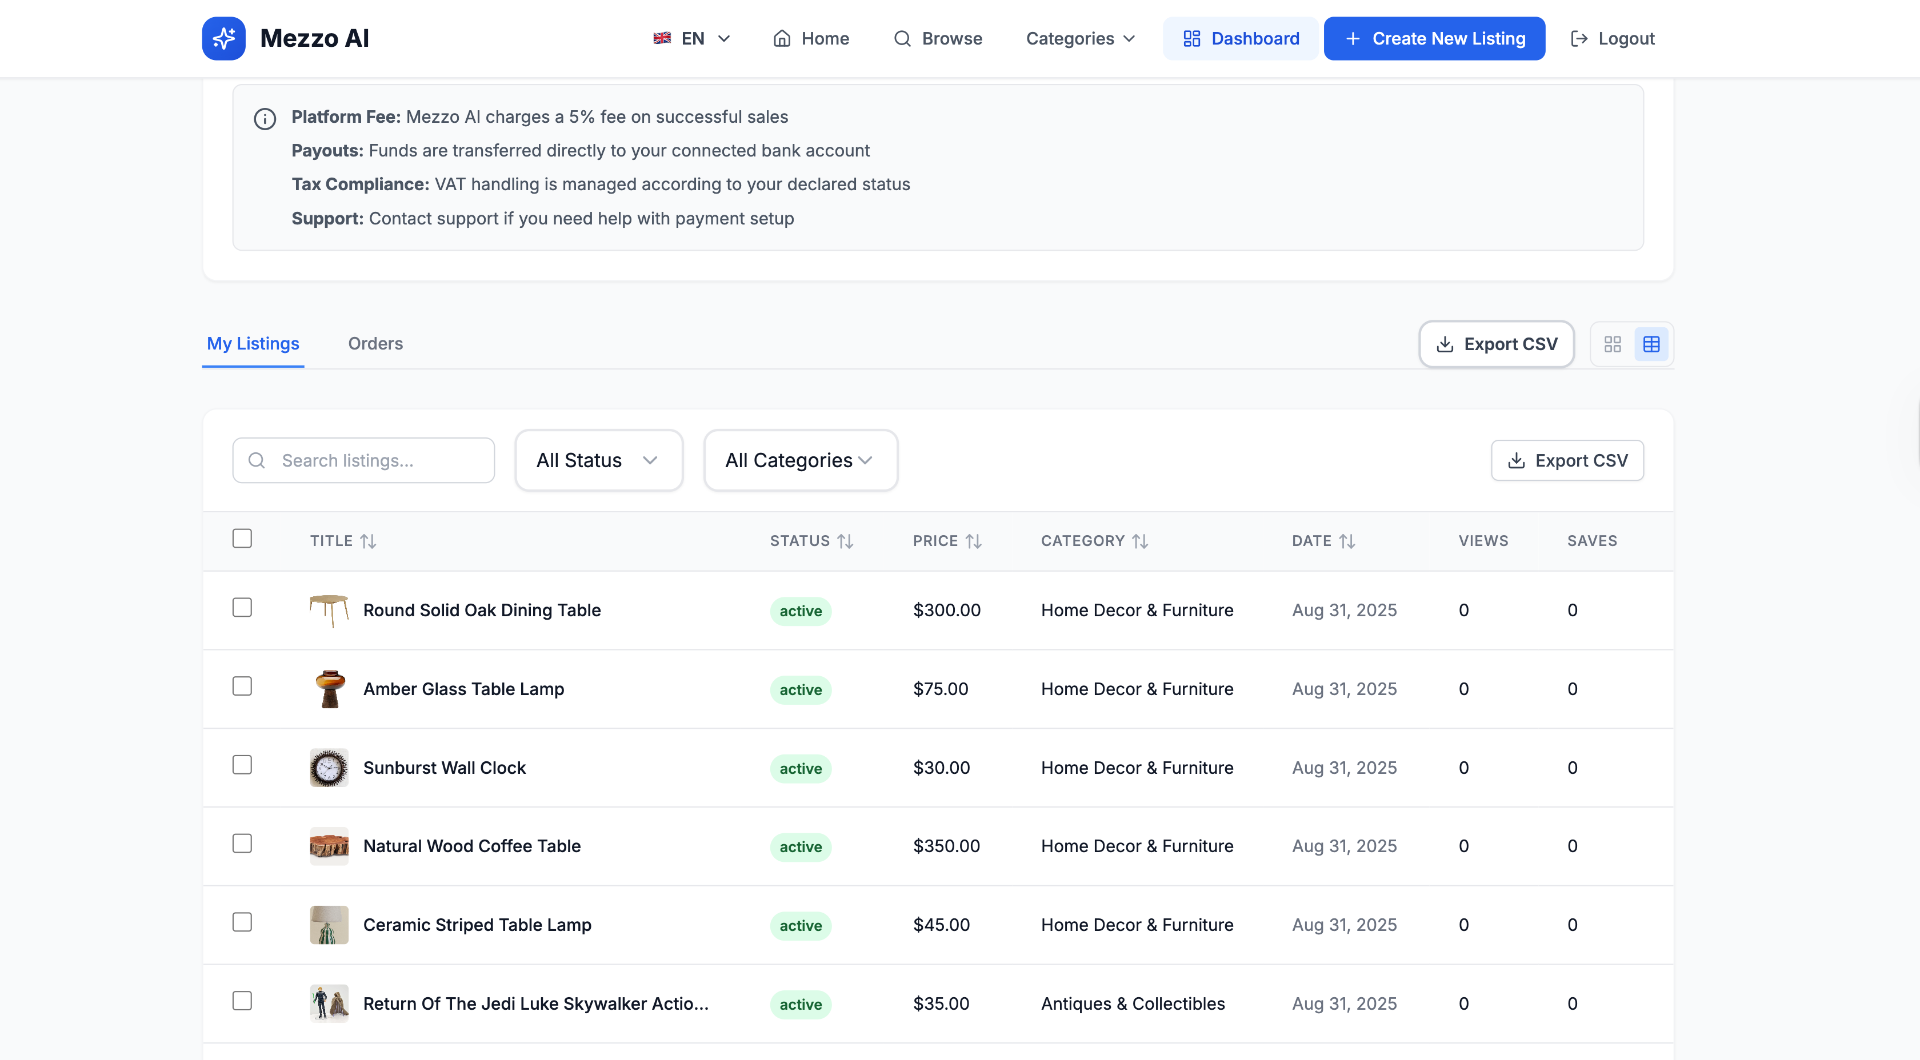 Mezzo AI
EN
Home
Browse
Categories
Dashboard
Create New Listing
Logout
Platform Fee: Mezzo AI charges a 5% fee on successful sales
Payouts: Funds are transferred directly to your connected bank account
Tax Compliance: VAT handling is managed according to your declared status
Support: Contact support if you need help with payment setup
My Listings
Orders
Export CSV
Search listings...
All Status
All Categories
Export CSV
TITLE STATUS PRICE CATEGORY DATE VIEWS SAVES
Round Solid Oak Dining Table active $300.00 Home Decor & Furniture Aug 31, 2025 0 0
Amber Glass Table Lamp active $75.00 Home Decor & Furniture Aug 31, 2025 0 0
Sunburst Wall Clock active $30.00 Home Decor & Furniture Aug 31, 2025 0 0
Natural Wood Coffee Table active $350.00 Home Decor & Furniture Aug 31, 2025 0 0
Ceramic Striped Table Lamp active $45.00 Home Decor & Furniture Aug 31, 2025 0 0
Return Of The Jedi Luke Skywalker Actio... active $35.00 Antiques & Collectibles Aug 31, 2025 0 0